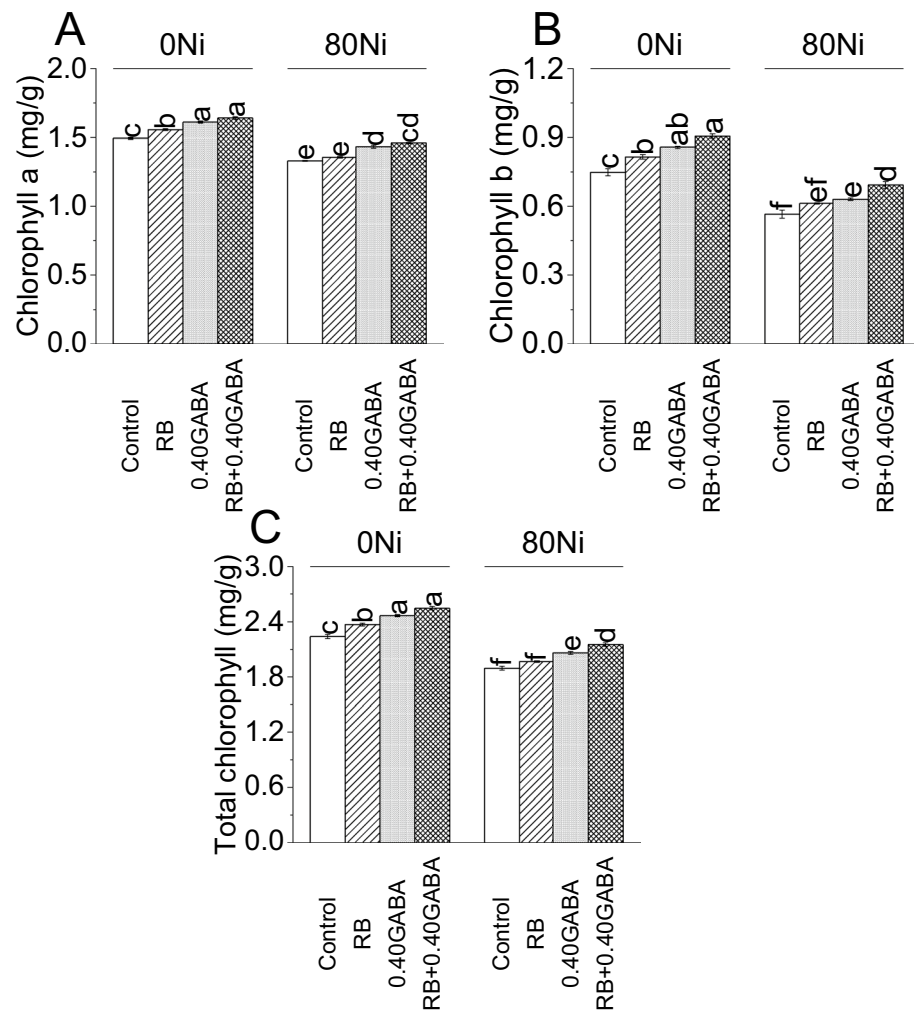 A
0Ni 80Ni
Chlorophyll a (mg/g)
2.0
1.5
1.0
0.5
0.0
c b a a e e d cd
Control RB 0.40GABA RB+0.40GABA Control RB 0.40GABA RB+0.40GABA
B
0Ni 80Ni
Chlorophyll b (mg/g)
1.2
0.9
0.6
0.3
0.0
c b ab a f ef e d
Control RB 0.40GABA RB+0.40GABA Control RB 0.40GABA RB+0.40GABA
C
0Ni 80Ni
Total chlorophyll (mg/g)
3.0
2.4
1.8
1.2
0.6
0.0
c b a a f f e d
Control RB 0.40GABA RB+0.40GABA Control RB 0.40GABA RB+0.40GABA